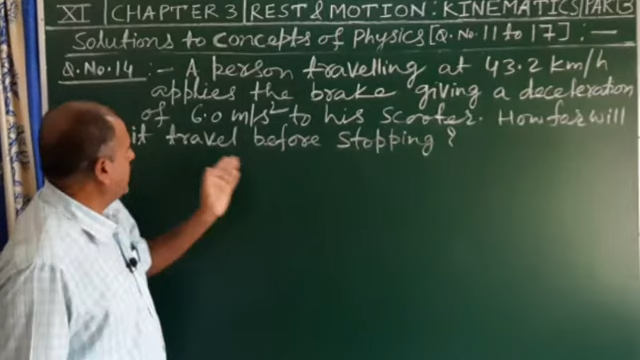 XI | CHAPTER 3 | REST & MOTION: KINEMATICS | PART 3
Solutions to Concepts of Physics [Q. No. 11 to 17] :-
Q. No. 14 :- A person travelling at 43.2 km/h
applies the brake giving a deceleration
of 6.0 m/s² to his scooter. How far will
it travel before stopping?